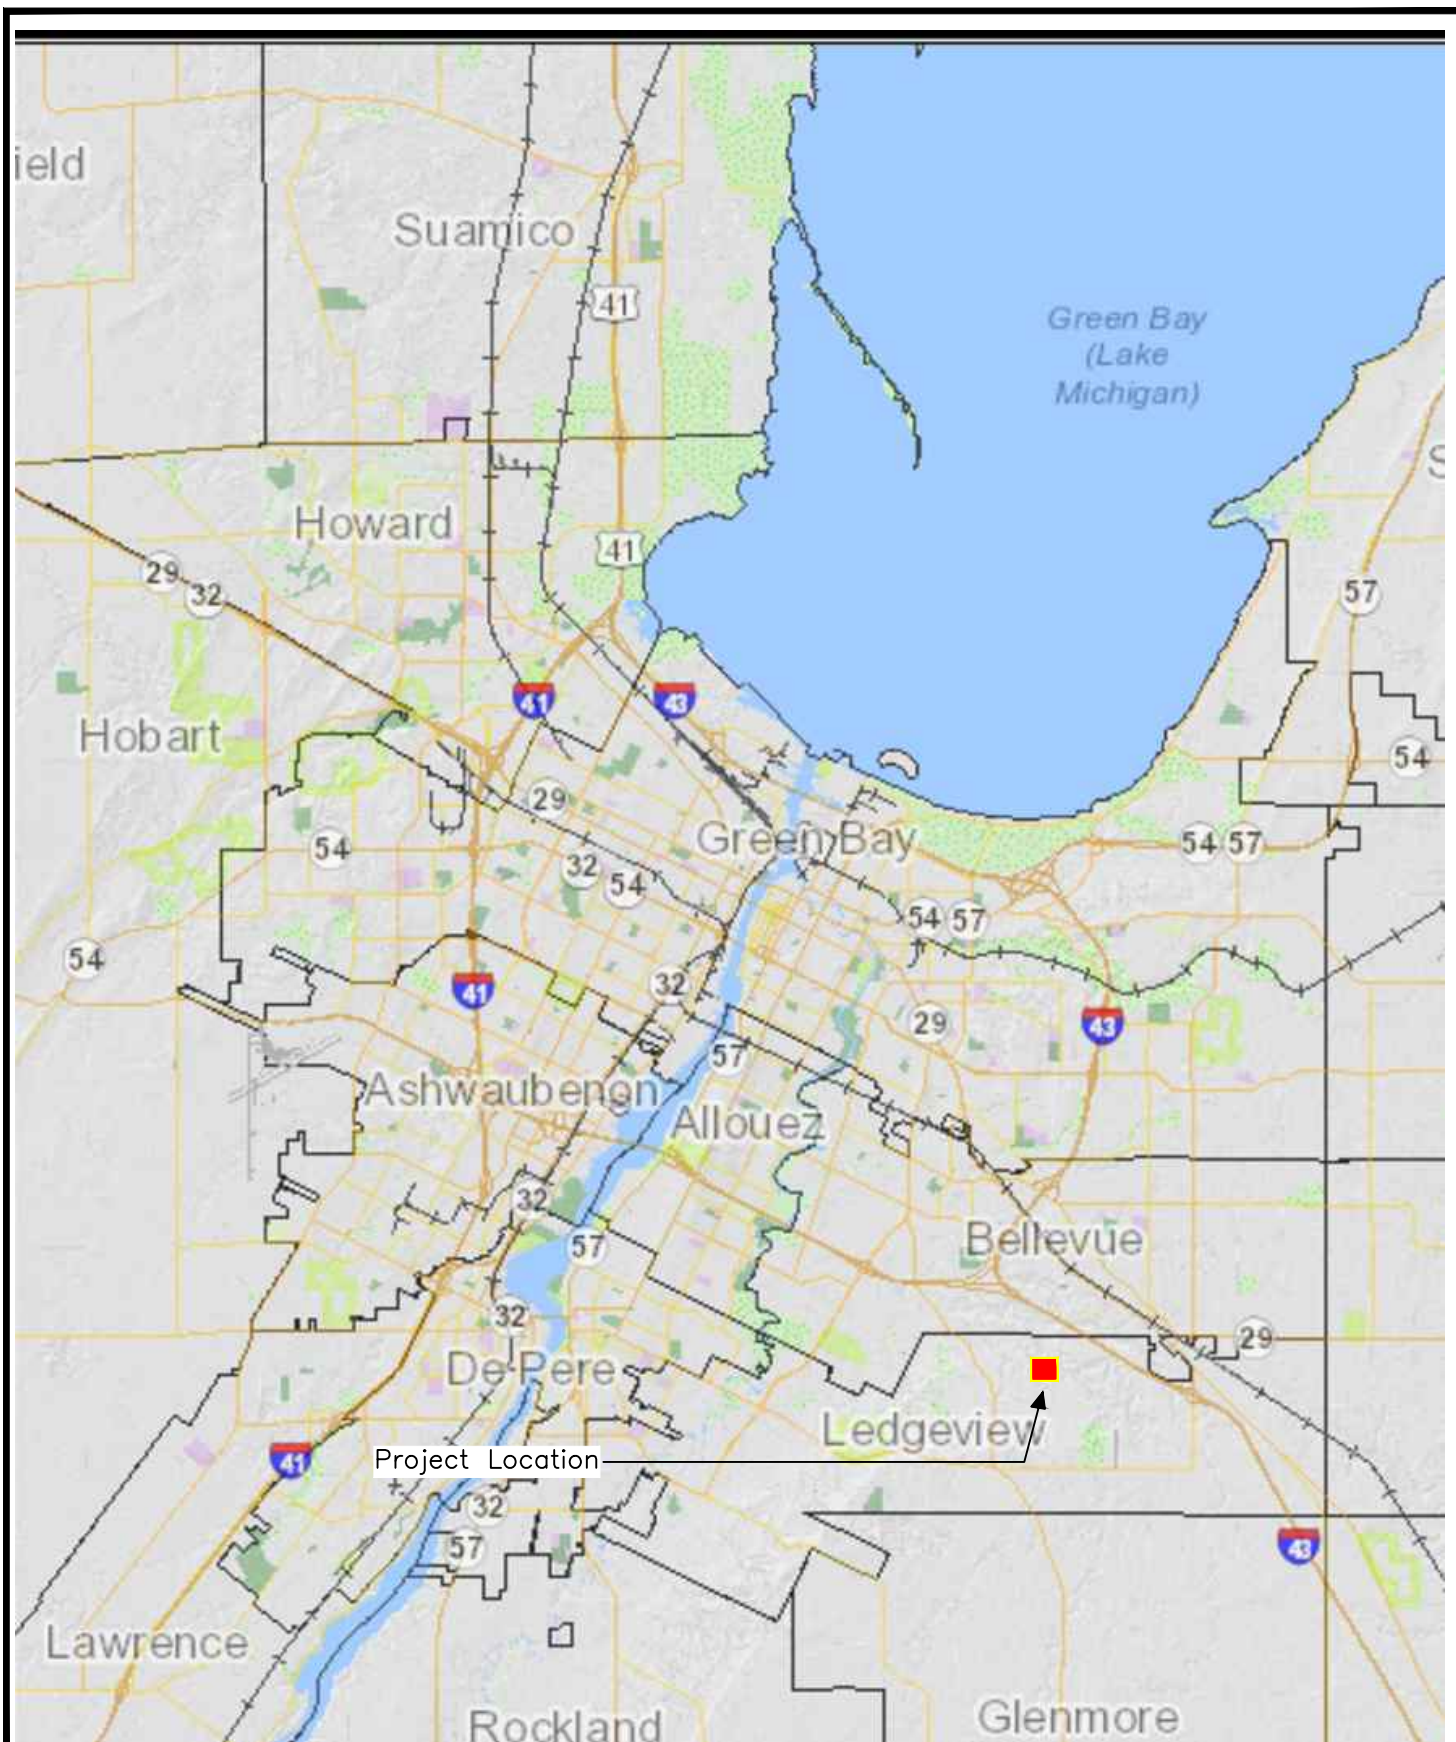 ield
Suamico
41
Green Bay
(Lake
Michigan)
S
Howard
41
29
32
57
41
43
Hobart
54
29
Green Bay
54
54
57
32
54
54
57
54
41
32
29
43
57
Ashwaubenon
Allouez
32
57
Bellevue
32
29
De Pere
Ledgeview
Project Location
41
32
57
43
Lawrence
Rockland
Glenmore